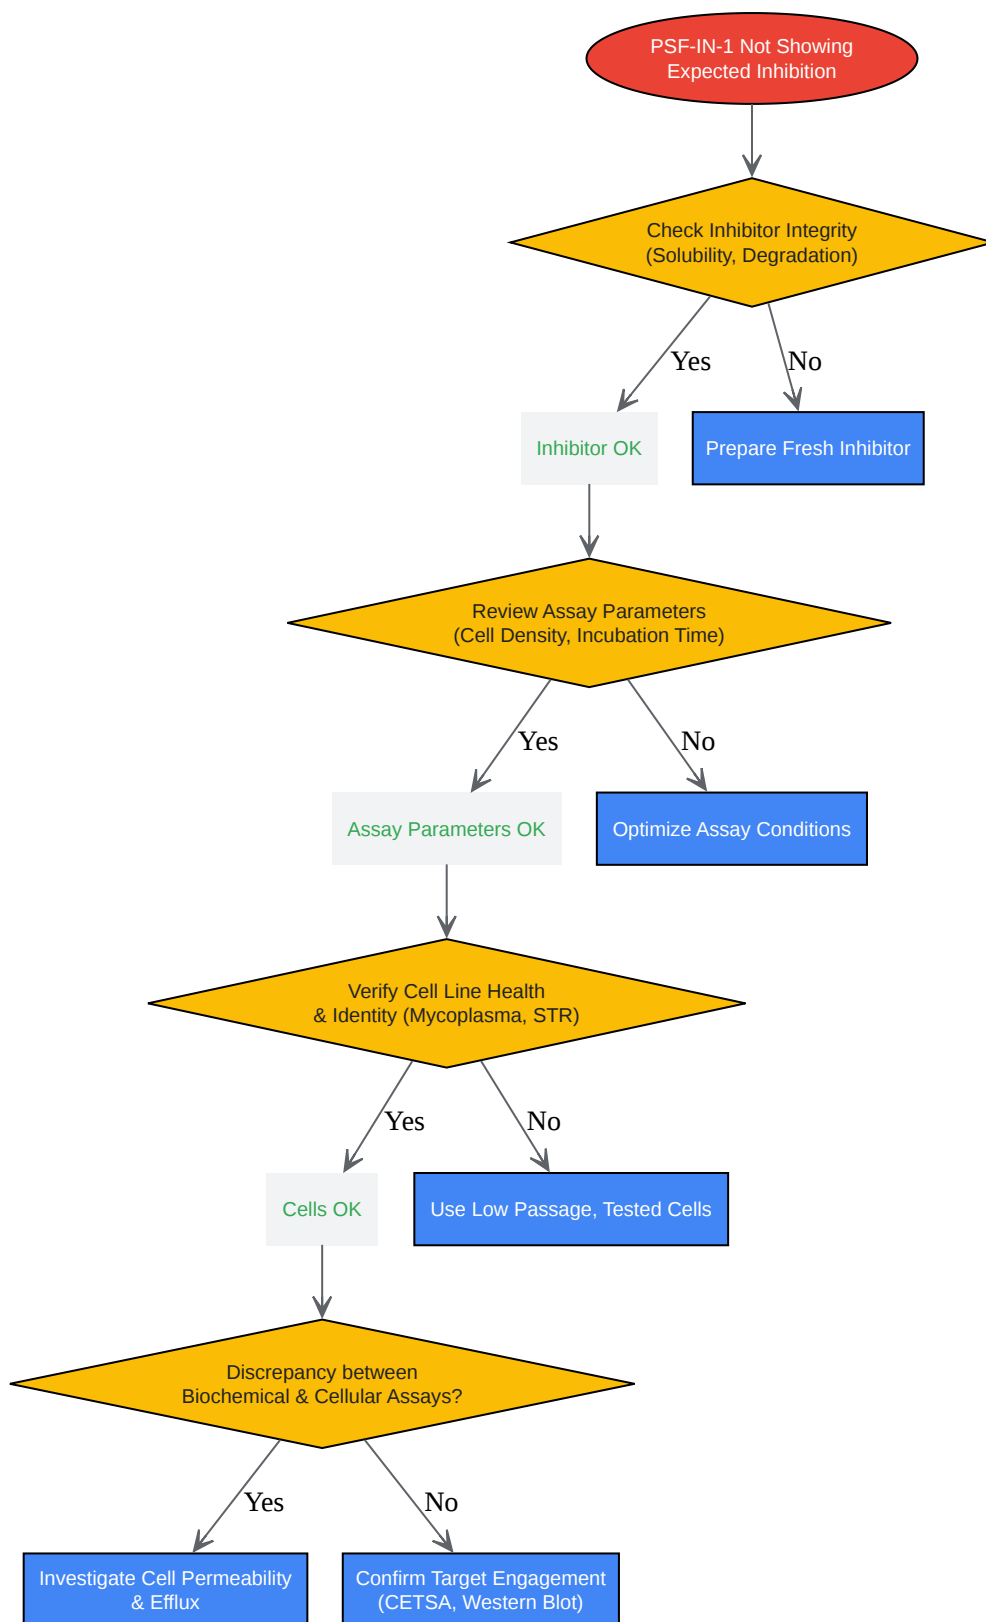 PSF-IN-1 Not Showing
Expected Inhibition
Check Inhibitor Integrity
(Solubility, Degradation)
Yes
No
Inhibitor OK
Prepare Fresh Inhibitor
Review Assay Parameters
(Cell Density, Incubation Time)
Yes
No
Assay Parameters OK
Optimize Assay Conditions
Verify Cell Line Health
& Identity (Mycoplasma, STR)
Yes
No
Cells OK
Use Low Passage, Tested Cells
Discrepancy between
Biochemical & Cellular Assays?
Yes
No
Investigate Cell Permeability
& Efflux
Confirm Target Engagement
(CETSA, Western Blot)